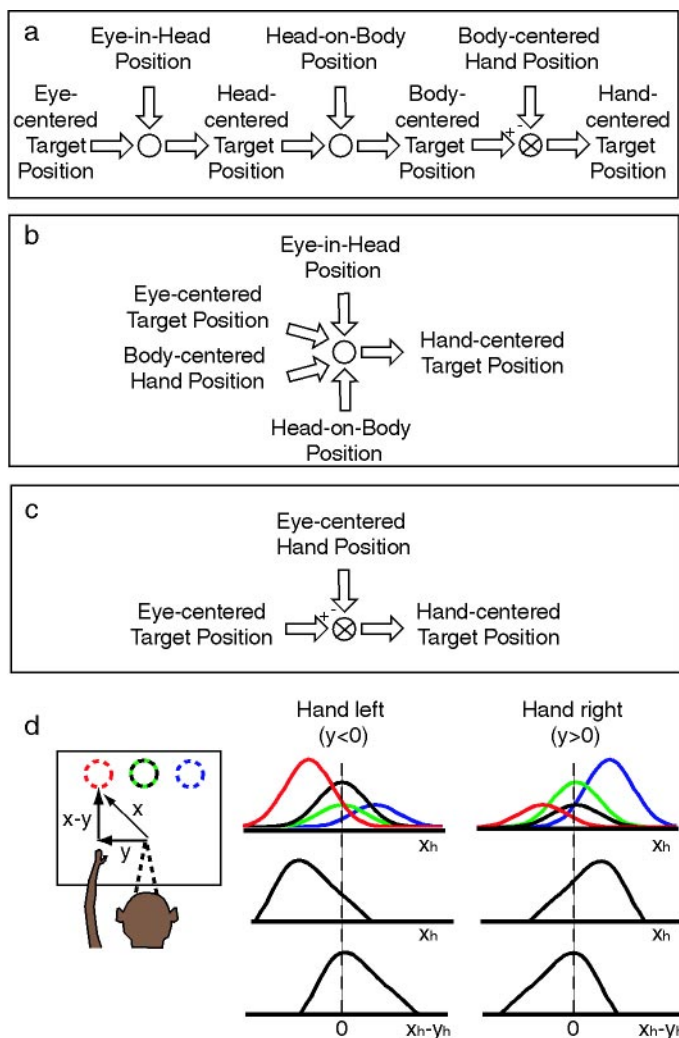 a
Eye-in-Head
Position
Head-on-Body
Position
Body-centered
Hand Position
Eye-
centered
Target
Position
Head-
centered
Target
Position
Body-
centered
Target
Position
+ -
Hand-
centered
Target
Position
b
Eye-in-Head
Position
Eye-centered
Target Position
Body-centered
Hand Position
Hand-centered
Target Position
Head-on-Body
Position
c
Eye-centered
Hand Position
Eye-centered
Target Position
+ -
Hand-centered
Target Position
d
x-y
x
y
Hand left
(y<0)
Hand right
(y>0)
xh
xh
xh
xh
0
xh-yh
0
xh-yh